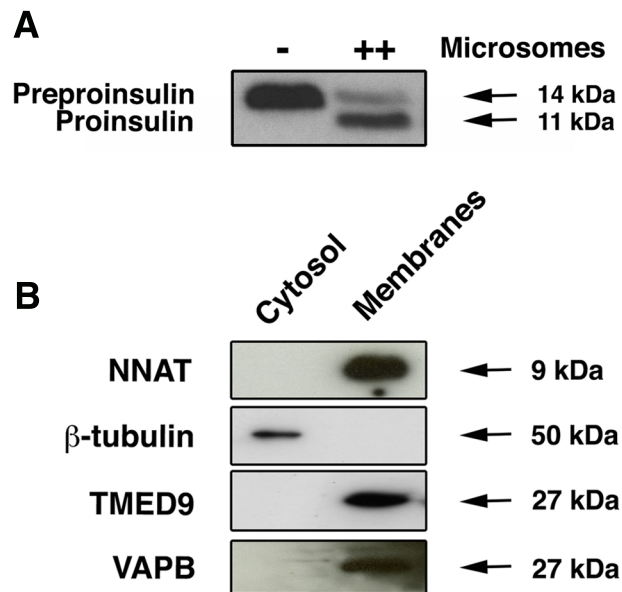 A
- ++ Microsomes
Preproinsulin 14 kDa
Proinsulin 11 kDa
B
Cytosol Membranes
NNAT 9 kDa
β-tubulin 50 kDa
TMED9 27 kDa
VAPB 27 kDa